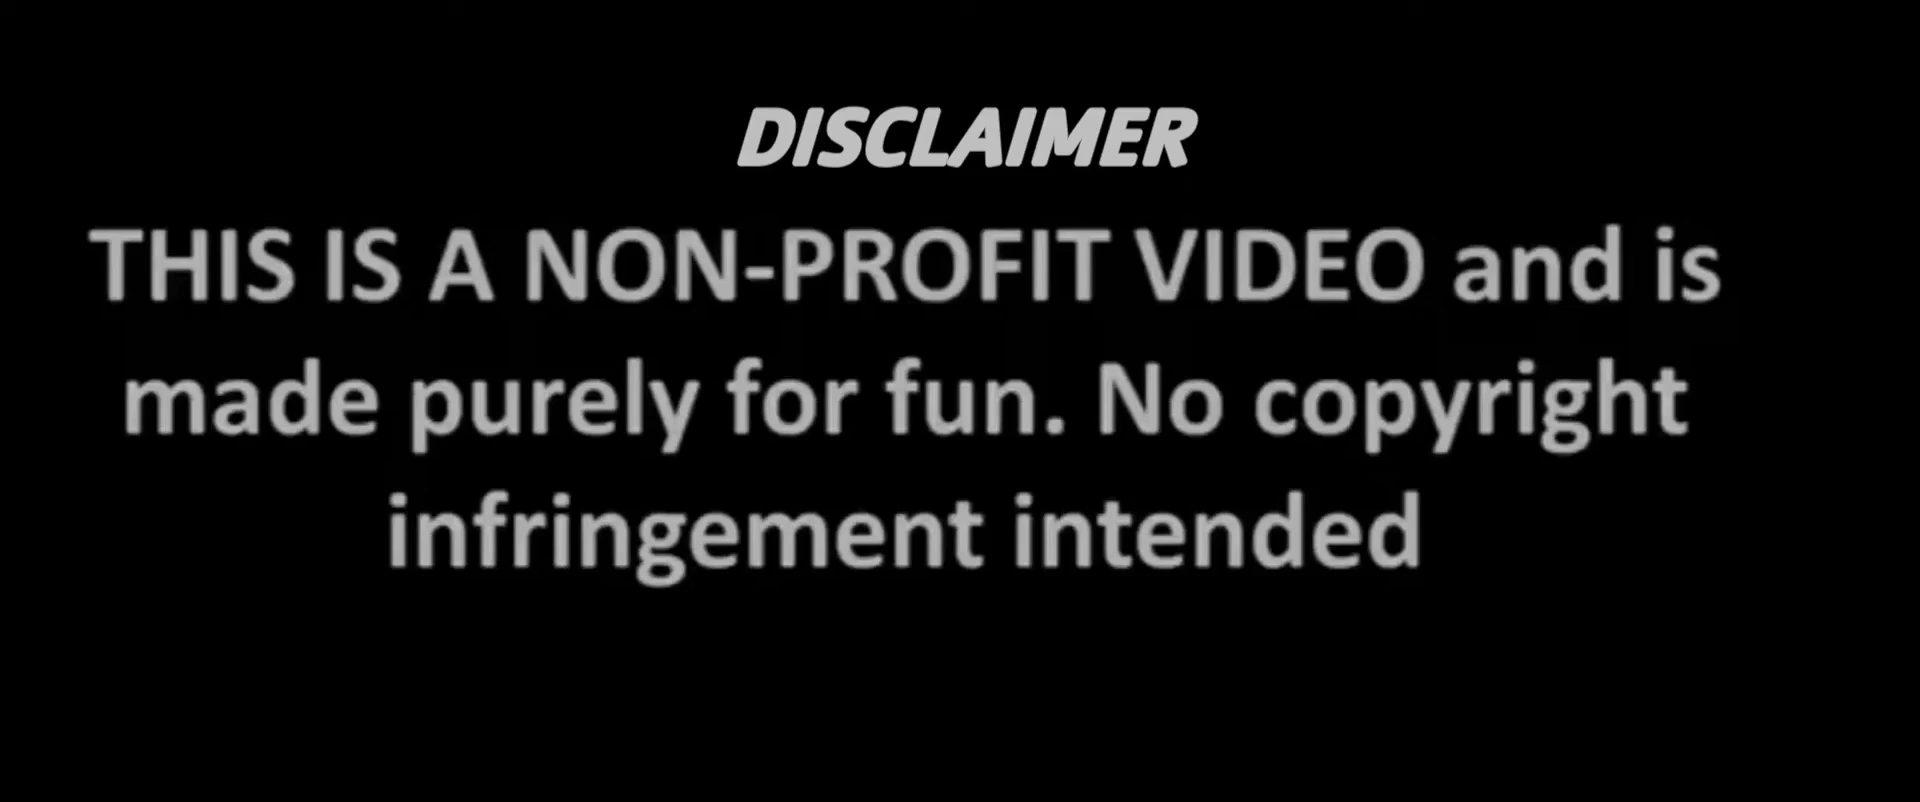 DISCLAIMER
THIS IS A NON-PROFIT VIDEO and is
made purely for fun. No copyright
infringement intended